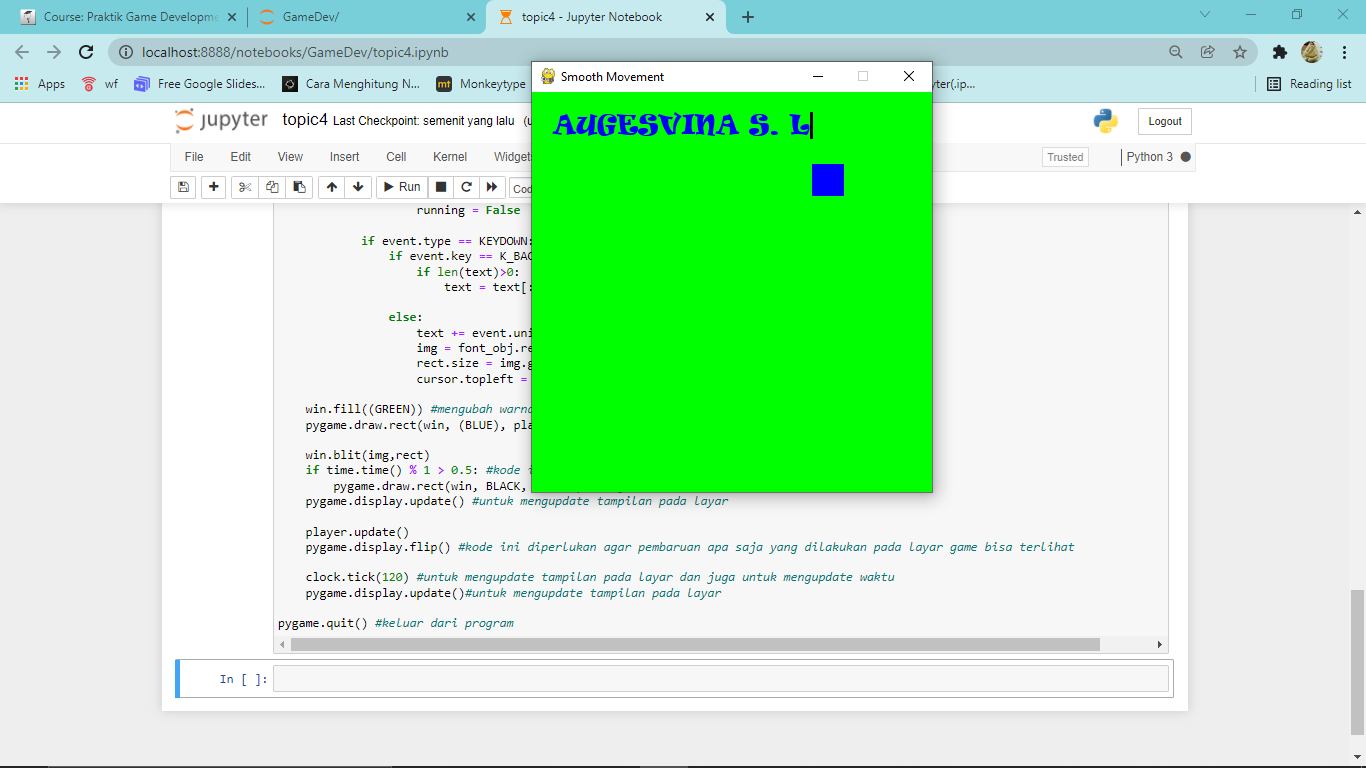 Course: Praktik Game Developme
GameDev/
topic4 - Jupyter Notebook
localhost:8888/notebooks/GameDev/topic4.ipynb
Apps
wf
Free Google Slides...
Cara Menghitung N...
Monkeytype
yter(.ip...
Reading list
Smooth Movement
AUGESVINA S. L
jupyter
topic4 Last Checkpoint: semenit yang lalu
Logout
File Edit View Insert Cell Kernel Widget
Trusted
Python 3
Run
running = False
if event.type == KEYDOWN:
if event.key == K_BAC
if len(text)>0:
text = text[:
else:
text += event.uni
img = font_obj.re
rect.size = img.g
cursor.topleft =
win.fill((GREEN)) #mengubah warna
pygame.draw.rect(win, (BLUE), pla
win.blit(img,rect)
if time.time() % 1 > 0.5: #kode i
pygame.draw.rect(win, BLACK,
pygame.display.update() #untuk mengupdate tampilan pada layar
player.update()
pygame.display.flip() #kode ini diperlukan agar pembaruan apa saja yang dilakukan pada layar game bisa terlihat
clock.tick(120) #untuk mengupdate tampilan pada layar dan juga untuk mengupdate waktu
pygame.display.update()#untuk mengupdate tampilan pada layar
pygame.quit() #keluar dari program
In [ ]: